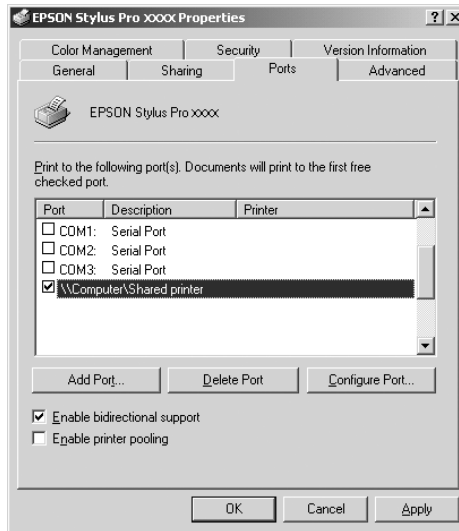 EPSON Stylus Pro XXXX Properties
Color Management Security Version Information
General Sharing Ports Advanced
EPSON Stylus Pro xxxx
Print to the following port(s). Documents will print to the first free
checked port.
Port Description Printer
COM1: Serial Port
COM2: Serial Port
COM3: Serial Port
\\Computer\Shared printer
Add Port... Delete Port Configure Port...
Enable bidirectional support
Enable printer pooling
OK Cancel Apply